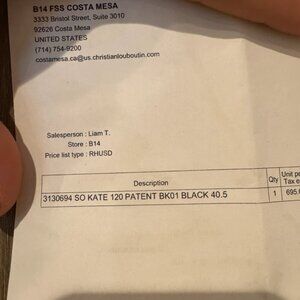 B14 FSS COSTA MESA
3333 Bristol Street, Suite 3010
92626 Costa Mesa
UNITED STATES
(714) 754-9200
costamesa.ca@us.christianlouboutin.com
Salesperson : Liam T.
Store : B14
Price list type : RHUSD
Description Qty Unit
Tax
3130694 SO KATE 120 PATENT BK01 BLACK 40.5 1